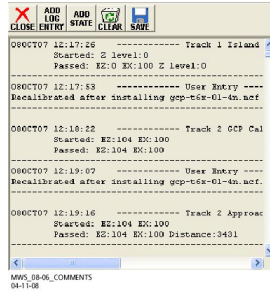 CLOSE
ADD LOG ENTRY
ADD STATE
CLEAR
SAVE
08OCT07 12:17:26 ------------ Track 1 Island
Started: Z level:0
Passed: EZ:0 EX:100 Z level:0
08OCT07 12:17:53 ------------ User Entry ----
Recalibrated after installing gcp-t6x-01-4n.mcf.
08OCT07 12:18:22 ------------ Track 1 GCP Cal
Started: EZ:104 EX:100
Passed: EZ:104 EX:100
08OCT07 12:19:07 ------------ User Entry ----
Recalibrated after installing gcp-t6x-01-4n.mcf.
08OCT07 12:19:16 ------------ Track 2 Approac
Started: EZ:104 EX:100
Passed: EZ:104 EX:100 Distance:3431
MWS_08-06_COMMENTS
04-11-08